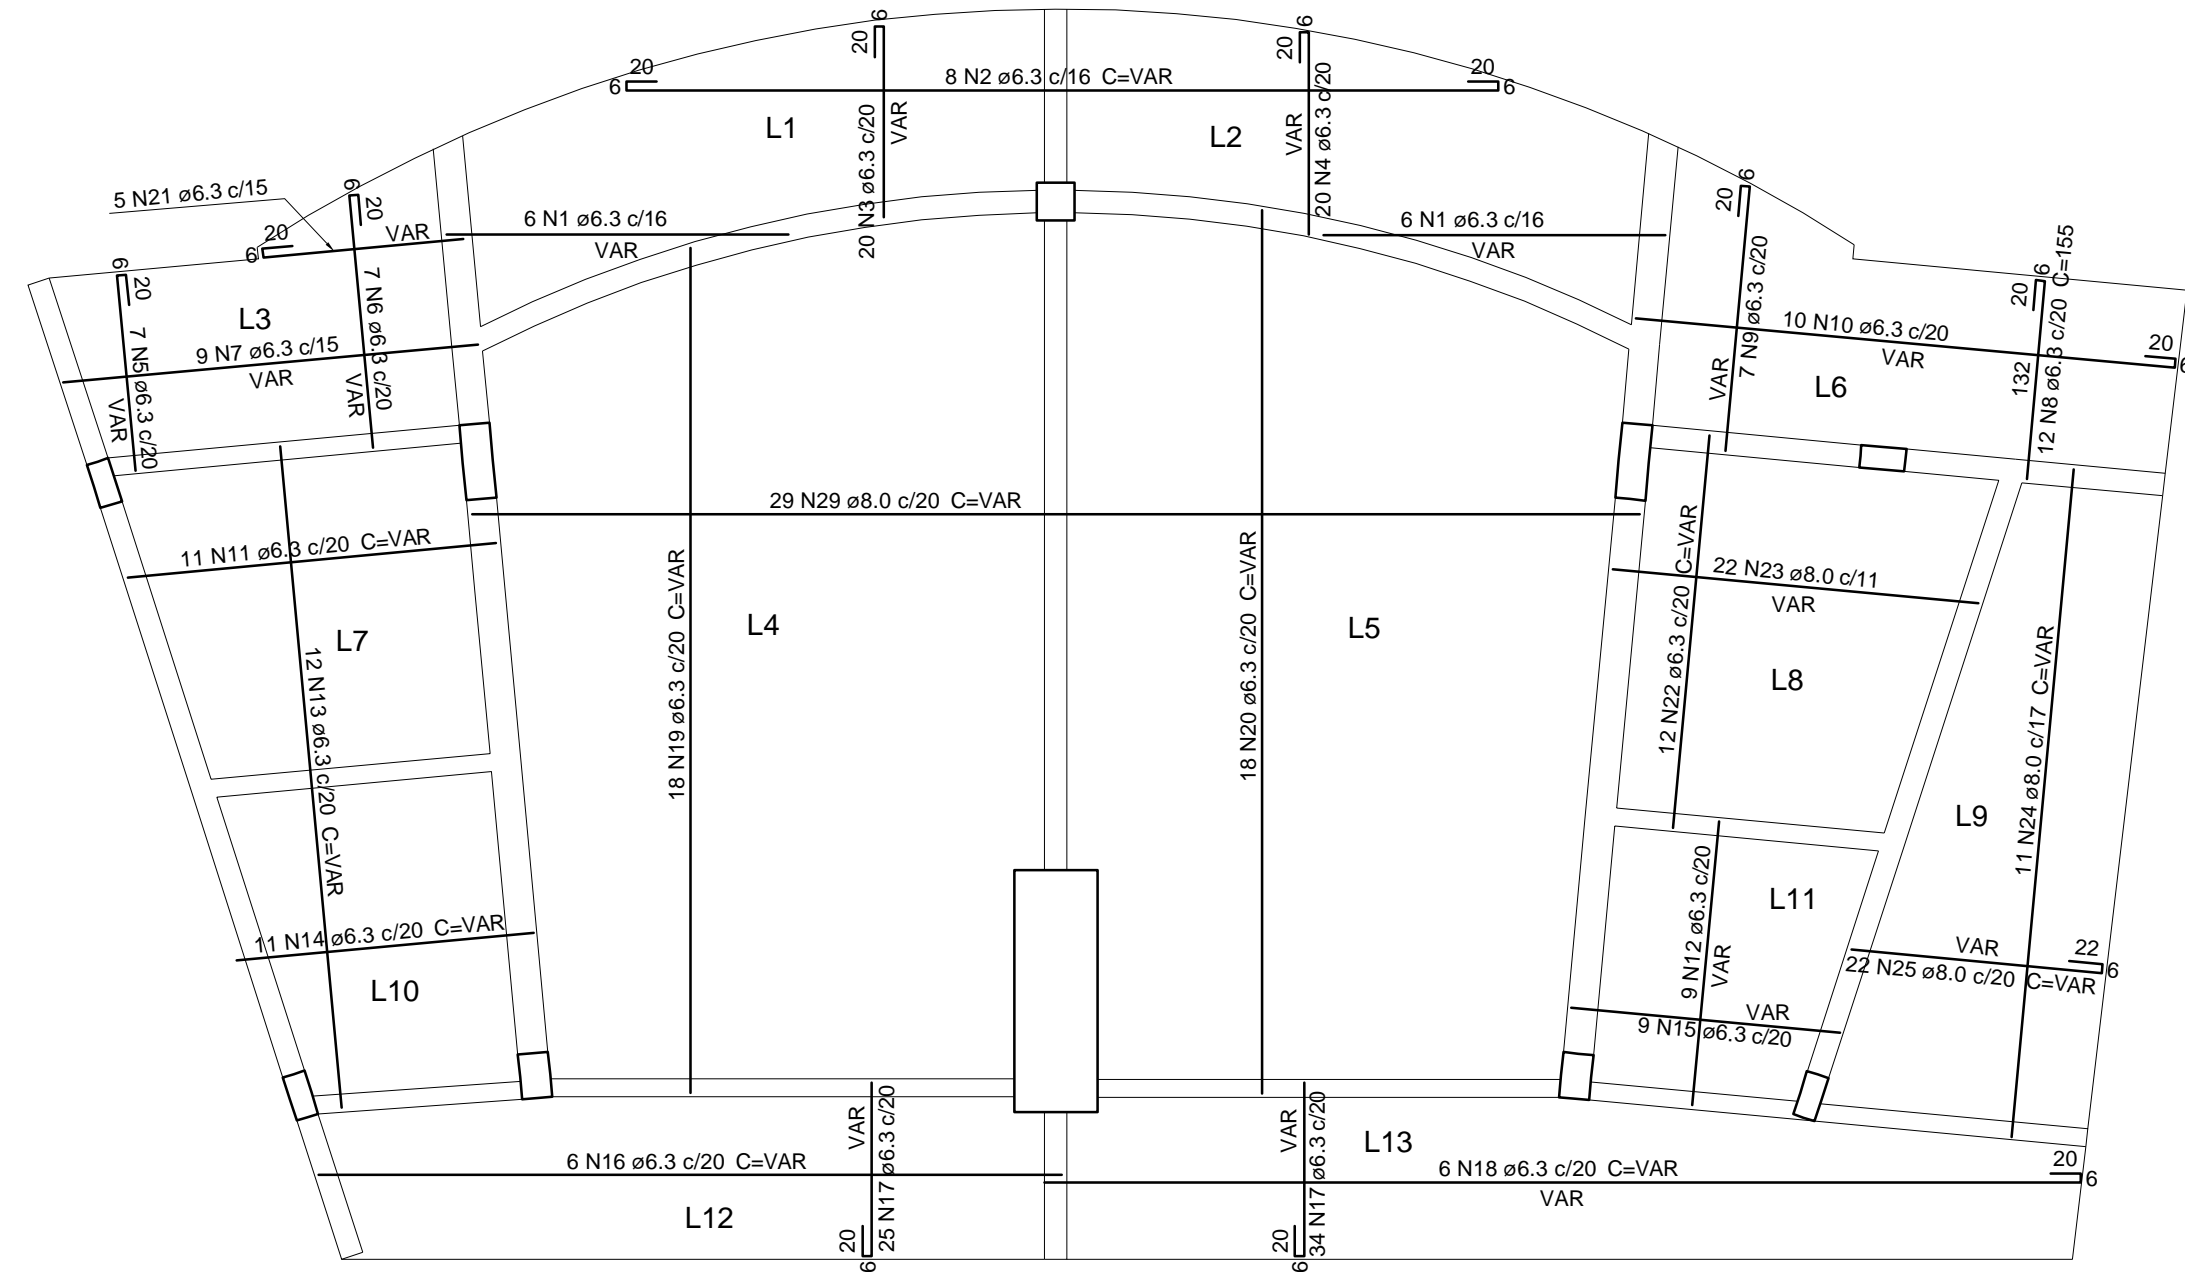 6
20
6
20
20
6
8 N2 ø6.3 c/16 C=VAR
20
6
L1
20 N3 ø6.3 c/20
VAR
L2
VAR
20 N4 ø6.3 c/20
5 N21 ø6.3 c/15
6
20
20
6
VAR
6 N1 ø6.3 c/16
VAR
6 N1 ø6.3 c/16
VAR
6
20
6
20
L3
7 N5 ø6.3 c/20
VAR
7 N6 ø6.3 c/20
VAR
9 N7 ø6.3 c/15
VAR
6
20
7 N9 ø6.3 c/20
VAR
10 N10 ø6.3 c/20
VAR
20
6
L6
132
12 N8 ø6.3 c/20 C=155
29 N29 ø8.0 c/20 C=VAR
11 N11 ø6.3 c/20 C=VAR
L7
12 N13 ø6.3 c/20 C=VAR
18 N19 ø6.3 c/20 C=VAR
L4
18 N20 ø6.3 c/20 C=VAR
L5
12 N22 ø6.3 c/20 C=VAR
22 N23 ø8.0 c/11
VAR
L8
11 N24 ø8.0 c/17 C=VAR
L9
9 N12 ø6.3 c/20
VAR
L11
11 N14 ø6.3 c/20 C=VAR
L10
VAR
22
6
22 N25 ø8.0 c/20 C=VAR
VAR
9 N15 ø6.3 c/20
VAR
25 N17 ø6.3 c/20
20
6
VAR
34 N17 ø6.3 c/20
20
6
L13
6 N16 ø6.3 c/20 C=VAR
6 N18 ø6.3 c/20 C=VAR
VAR
20
6
L12